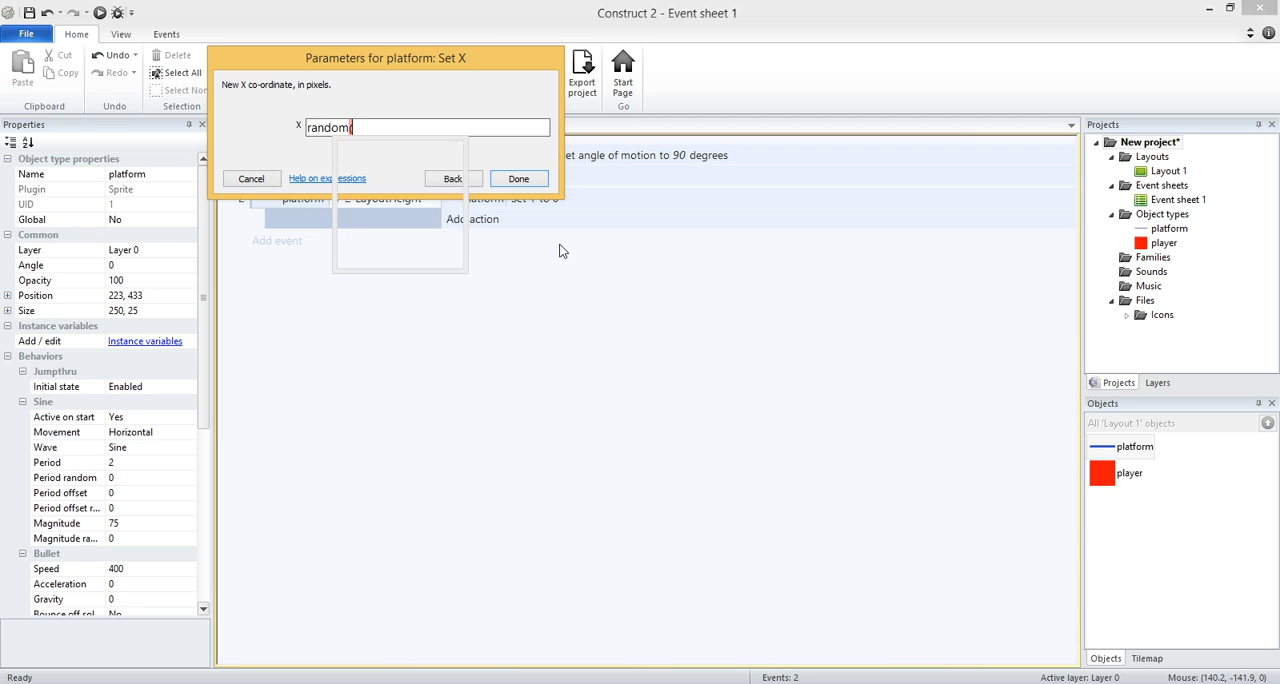 Construct 2 - Event sheet 1
File Home View Events
Paste
Cut
Copy
Clipboard
Undo
Redo
Undo
Delete
Select All
Select Non
Selection
Export project
Start Page
Go
Properties
Object type properties
Name platform
Plugin Sprite
UID 1
Global No
Common
Layer Layer 0
Angle 0
Opacity 100
Position 223, 433
Size 250, 25
Instance variables
Add / edit Instance variables
Behaviors
Jumpthru
Initial state Enabled
Sine
Active on start Yes
Movement Horizontal
Wave Sine
Period 2
Period random 0
Period offset 0
Period offset r... 0
Magnitude 75
Magnitude ra... 0
Bullet
Speed 400
Acceleration 0
Gravity 0
Bounce off sol No
Parameters for platform: Set X
New X co-ordinate, in pixels.
X random(
Cancel Help on expressions Back Done
et angle of motion to 90 degrees
Add action
Add event
Projects
New project*
Layouts
Layout 1
Event sheets
Event sheet 1
Object types
platform
player
Families
Sounds
Music
Files
Icons
Projects Layers
Objects
All 'Layout 1' objects
platform
player
Objects Tilemap
Ready Events: 2 Active layer: Layer 0 Mouse: (140.2, -141.9, 0)